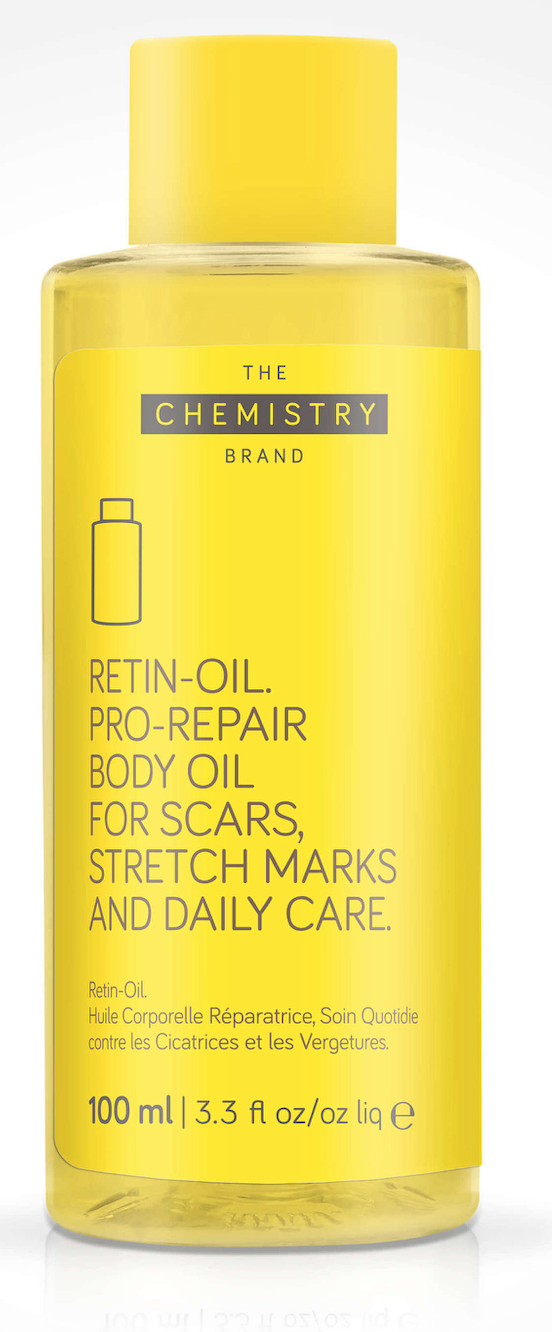 THE
CHEMISTRY
BRAND
RETIN-OIL.
PRO-REPAIR
BODY OIL
FOR SCARS,
STRETCH MARKS
AND DAILY CARE.
Retin-Oil.
Huile Corporelle Réparatrice, Soin Quotidie
contre les Cicatrices et les Vergetures.
100 ml | 3.3 fl oz/oz liq ℮